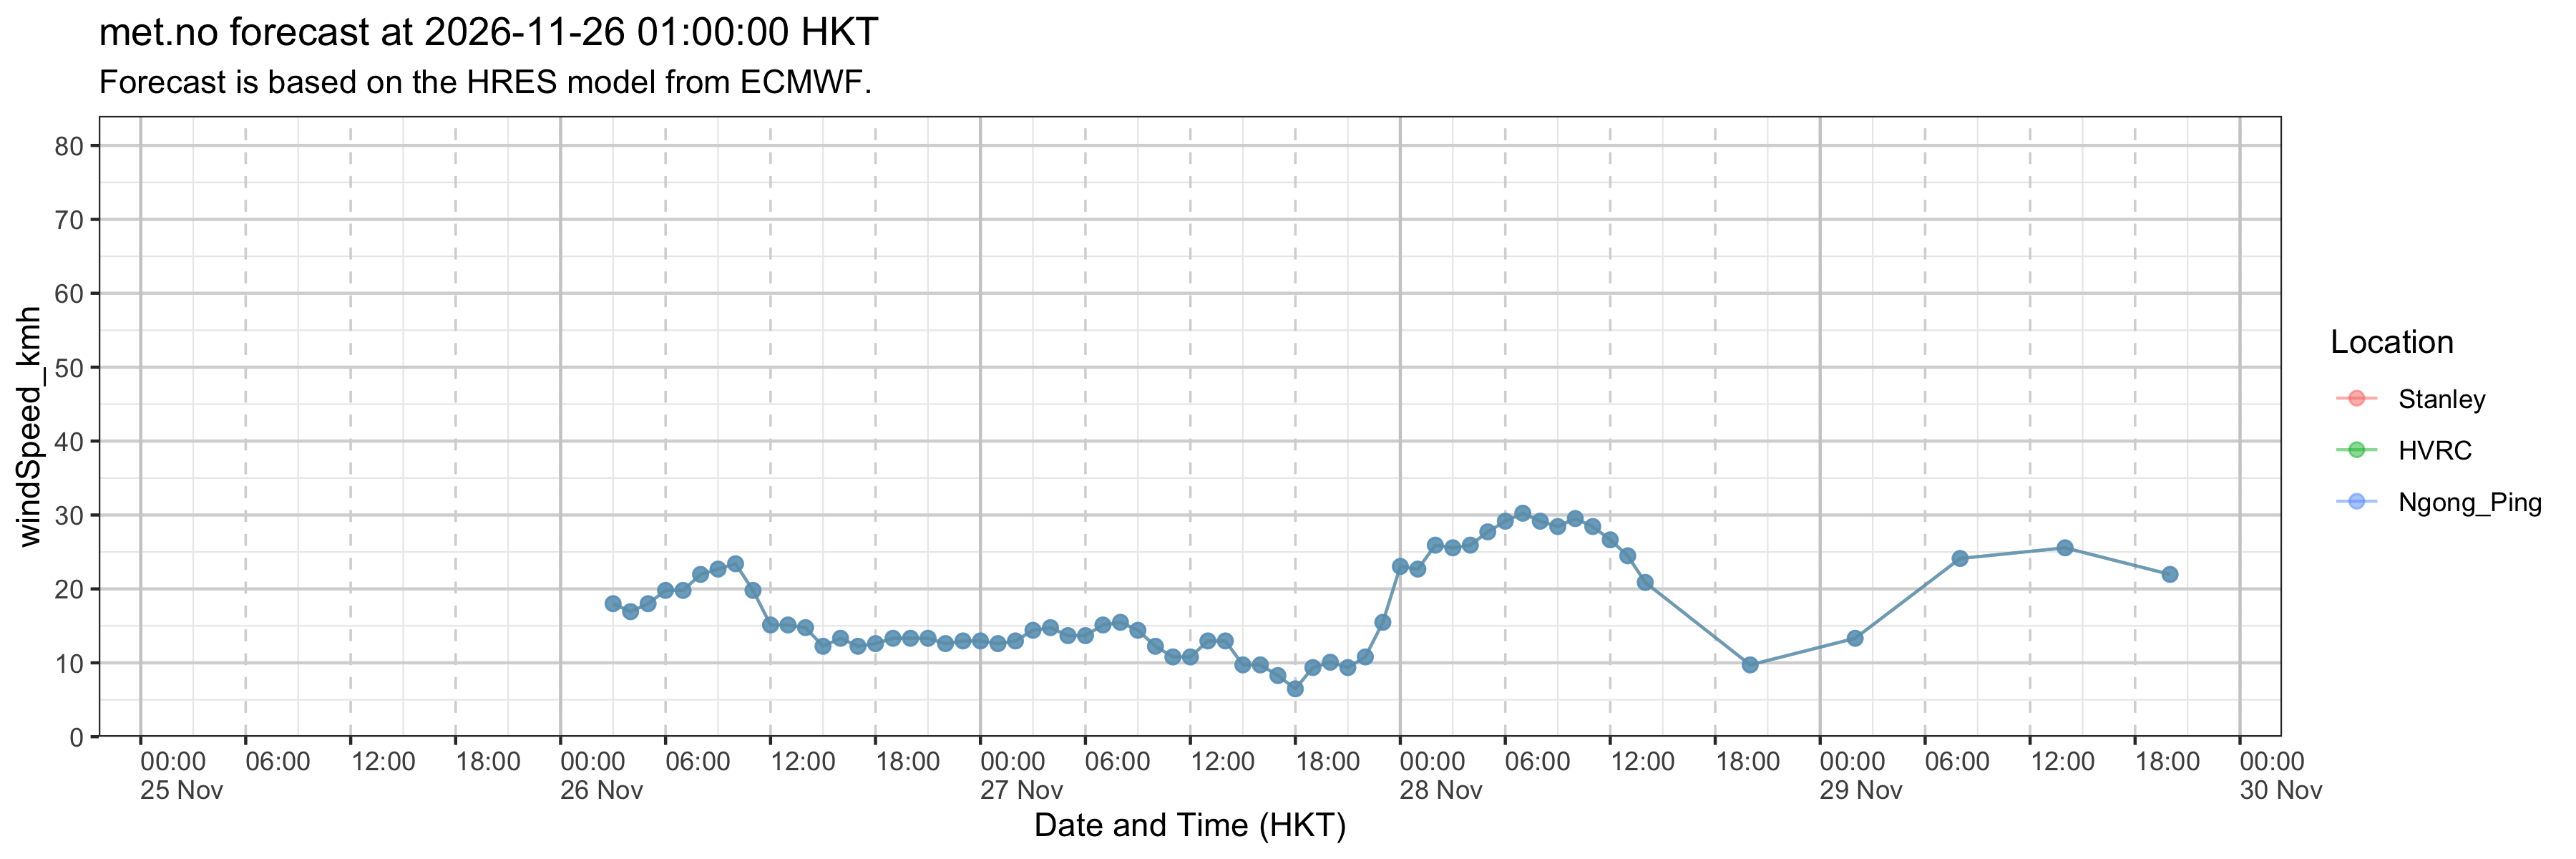 met.no forecast at 2026-11-26 01:00:00 HKT
Forecast is based on the HRES model from ECMWF.
windSpeed_kmh
80
70
60
50
40
30
20
10
0
00:00 06:00 12:00 18:00 00:00 06:00 12:00 18:00 00:00 06:00 12:00 18:00 00:00 06:00 12:00 18:00 00:00 06:00 12:00 18:00 00:00
25 Nov 26 Nov 27 Nov 28 Nov 29 Nov 30 Nov
Date and Time (HKT)
Location
Stanley
HVRC
Ngong_Ping